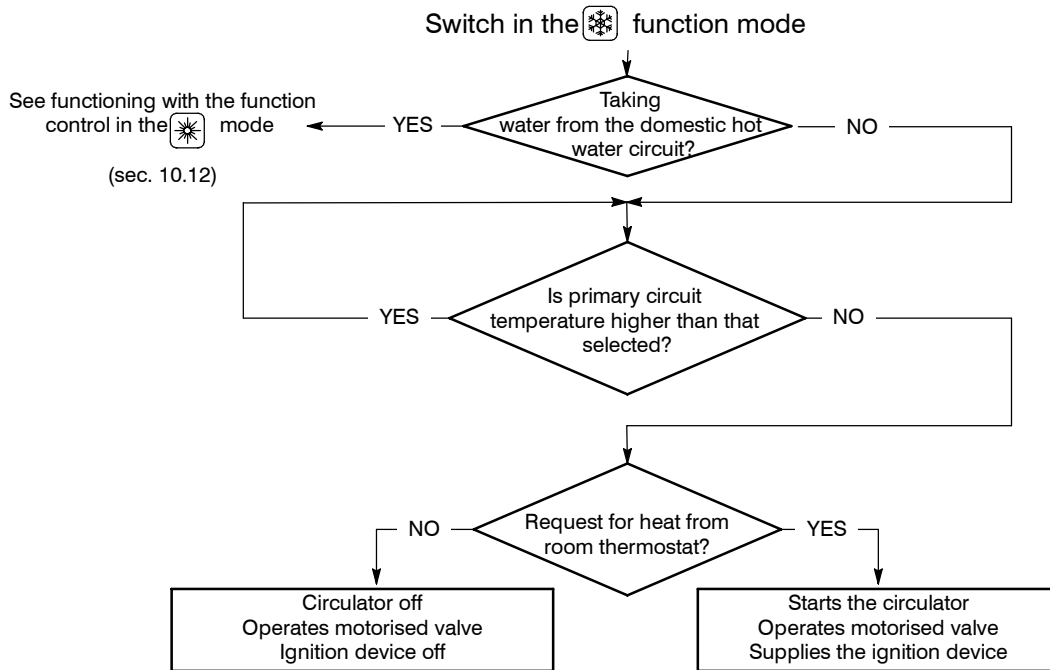 Switch in the function mode
Taking
water from the domestic hot
water circuit?
YES
NO
See functioning with the function
control in the mode
(sec. 10.12)
Is primary circuit
temperature higher than that
selected?
YES
NO
Request for heat from
room thermostat?
NO
YES
Circulator off
Operates motorised valve
Ignition device off
Starts the circulator
Operates motorised valve
Supplies the ignition device